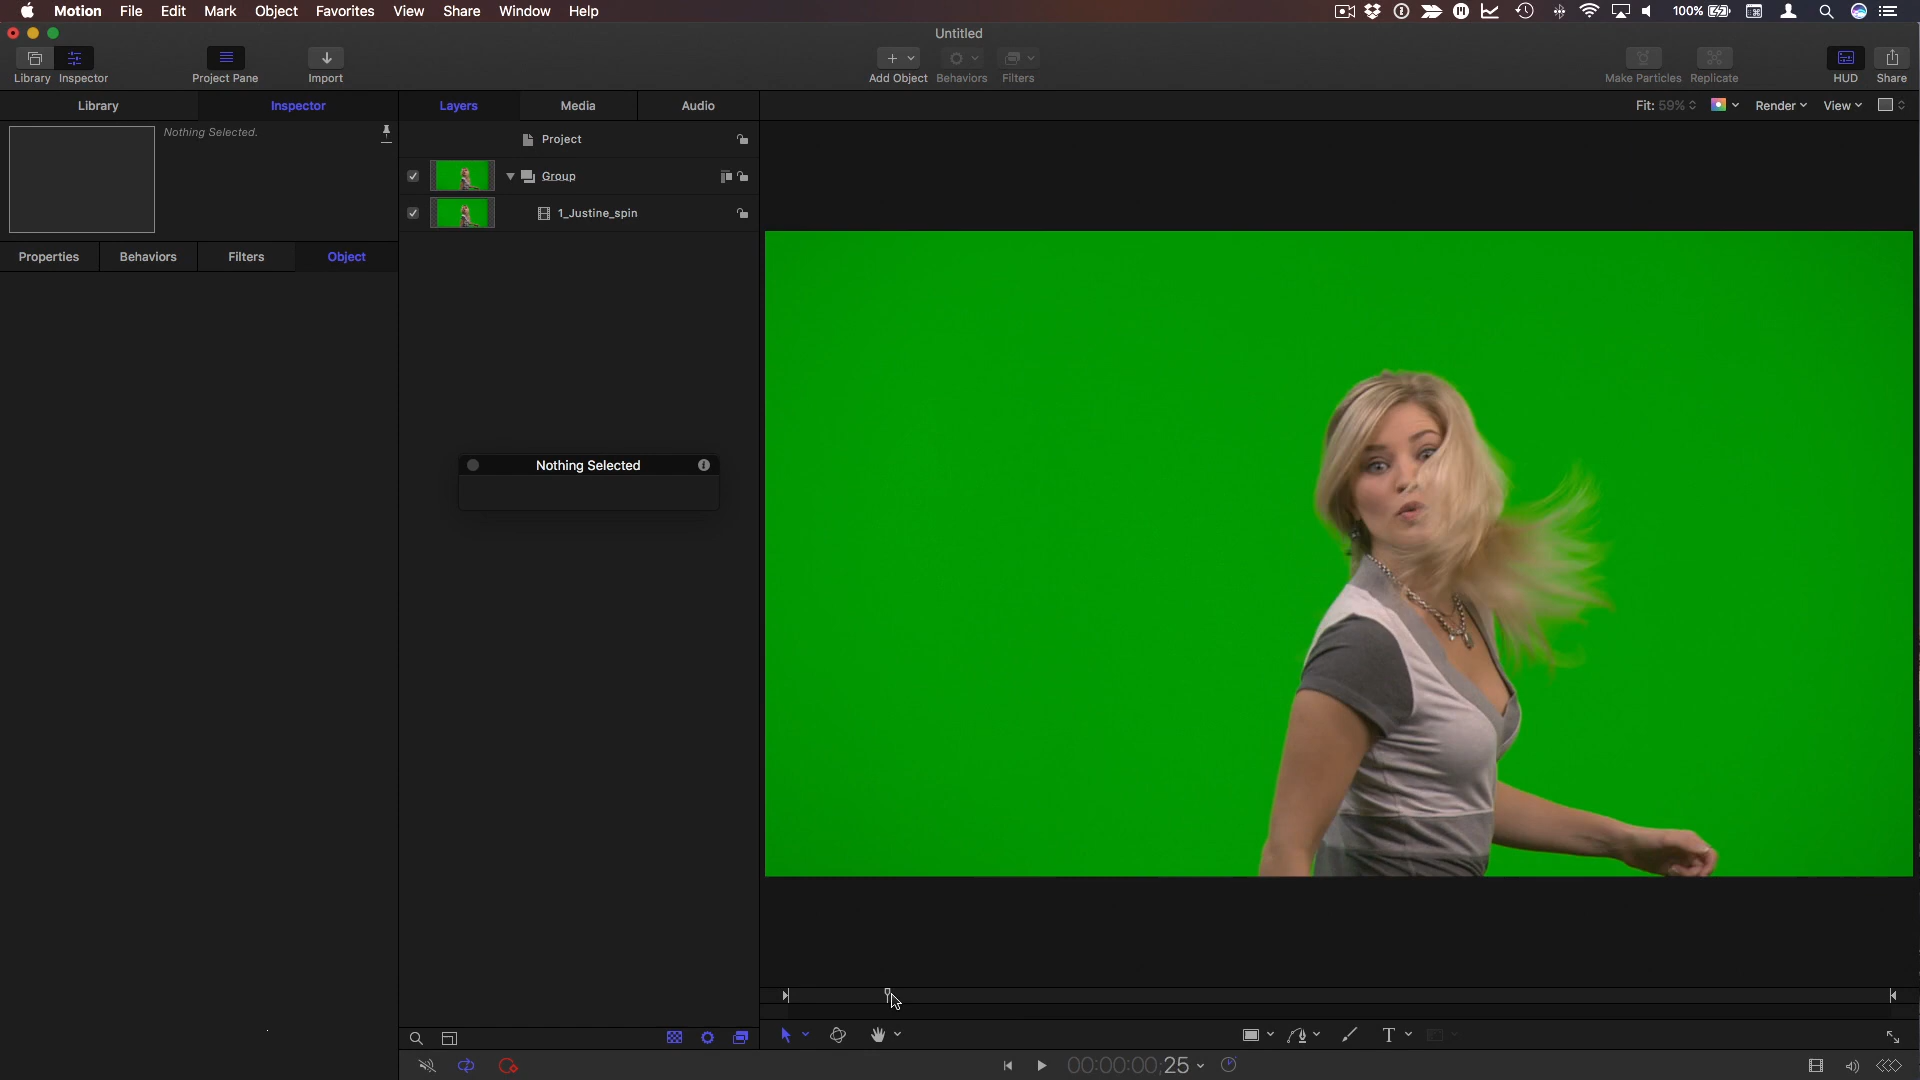 Motion File Edit Mark Object Favorites View Share Window Help 100%
Untitled
Library Inspector Project Pane Import Add Object Behaviors Filters Make Particles Replicate HUD Share
Library Inspector Layers Media Audio Fit: 59% Render View
Nothing Selected.
Project
Group
1_Justine_spin
Properties Behaviors Filters Object
Nothing Selected
T
00:00:00;25